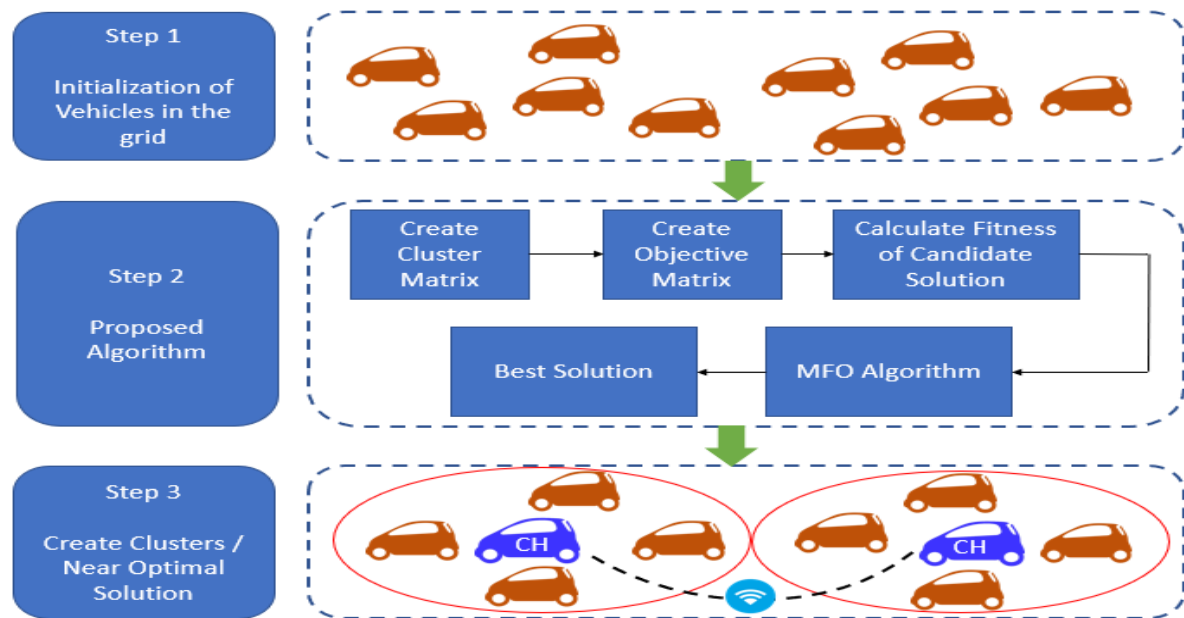 Step 1
Initialization of
Vehicles in the
grid
Step 2
Proposed
Algorithm
Create
Cluster
Matrix
Create
Objective
Matrix
Calculate Fitness
of Candidate
Solution
Best Solution
MFO Algorithm
Step 3
Create Clusters /
Near Optimal
Solution
CH
CH